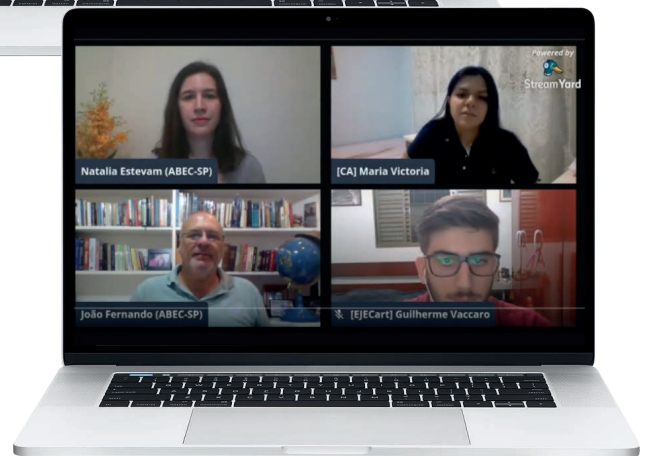 Powered by
StreamYard
Natalia Estevam (ABEC-SP)
[CA] Maria Victoria
João Fernando (ABEC-SP)
[EJECart] Guilherme Vaccaro